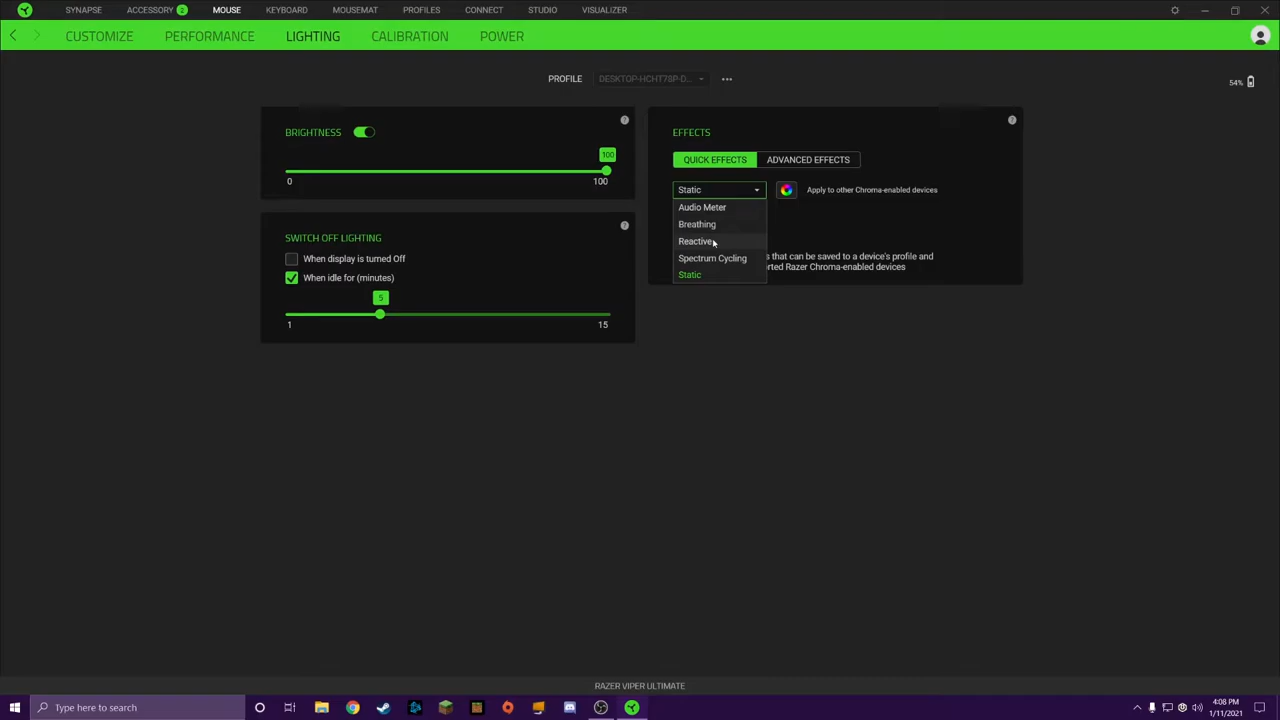 SYNAPSE ACCESSORY 2 MOUSE KEYBOARD MOUSEMAT PROFILES CONNECT STUDIO VISUALIZER
CUSTOMIZE PERFORMANCE LIGHTING CALIBRATION POWER
PROFILE DESKTOP-HCHT78P-D...
54%
BRIGHTNESS
100
0 100
SWITCH OFF LIGHTING
When display is turned Off
When idle for (minutes)
5
1 15
EFFECTS
QUICK EFFECTS ADVANCED EFFECTS
Static Apply to other Chroma-enabled devices
Audio Meter
Breathing
Reactive
Spectrum Cycling
Static
s that can be saved to a device's profile and
rted Razer Chroma-enabled devices
RAZER VIPER ULTIMATE
Type here to search
4:08 PM
1/11/2021